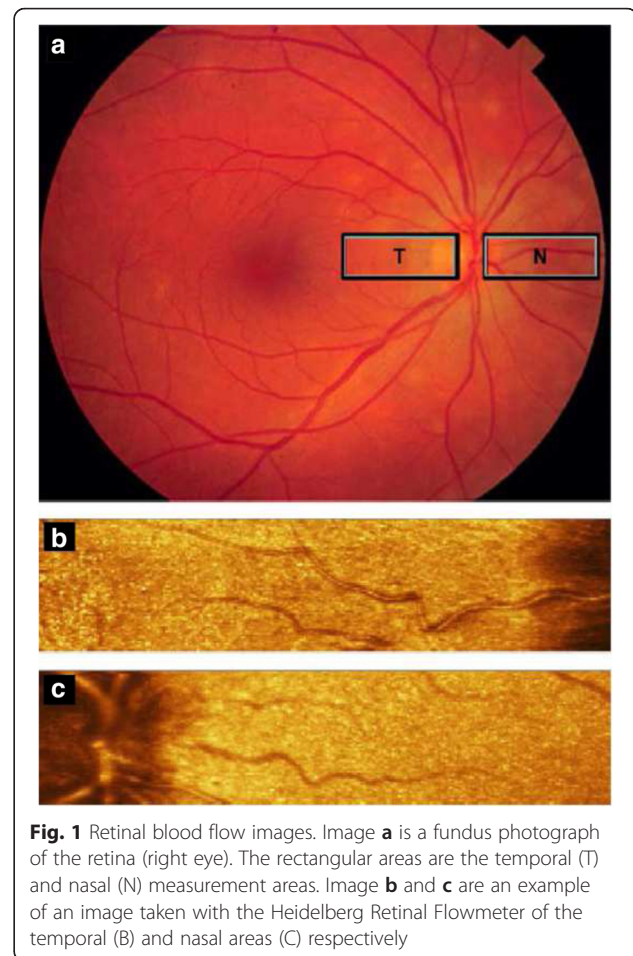 a
T
N
b
c
Fig. 1 Retinal blood flow images. Image a is a fundus photograph
of the retina (right eye). The rectangular areas are the temporal (T)
and nasal (N) measurement areas. Image b and c are an example
of an image taken with the Heidelberg Retinal Flowmeter of the
temporal (B) and nasal areas (C) respectively